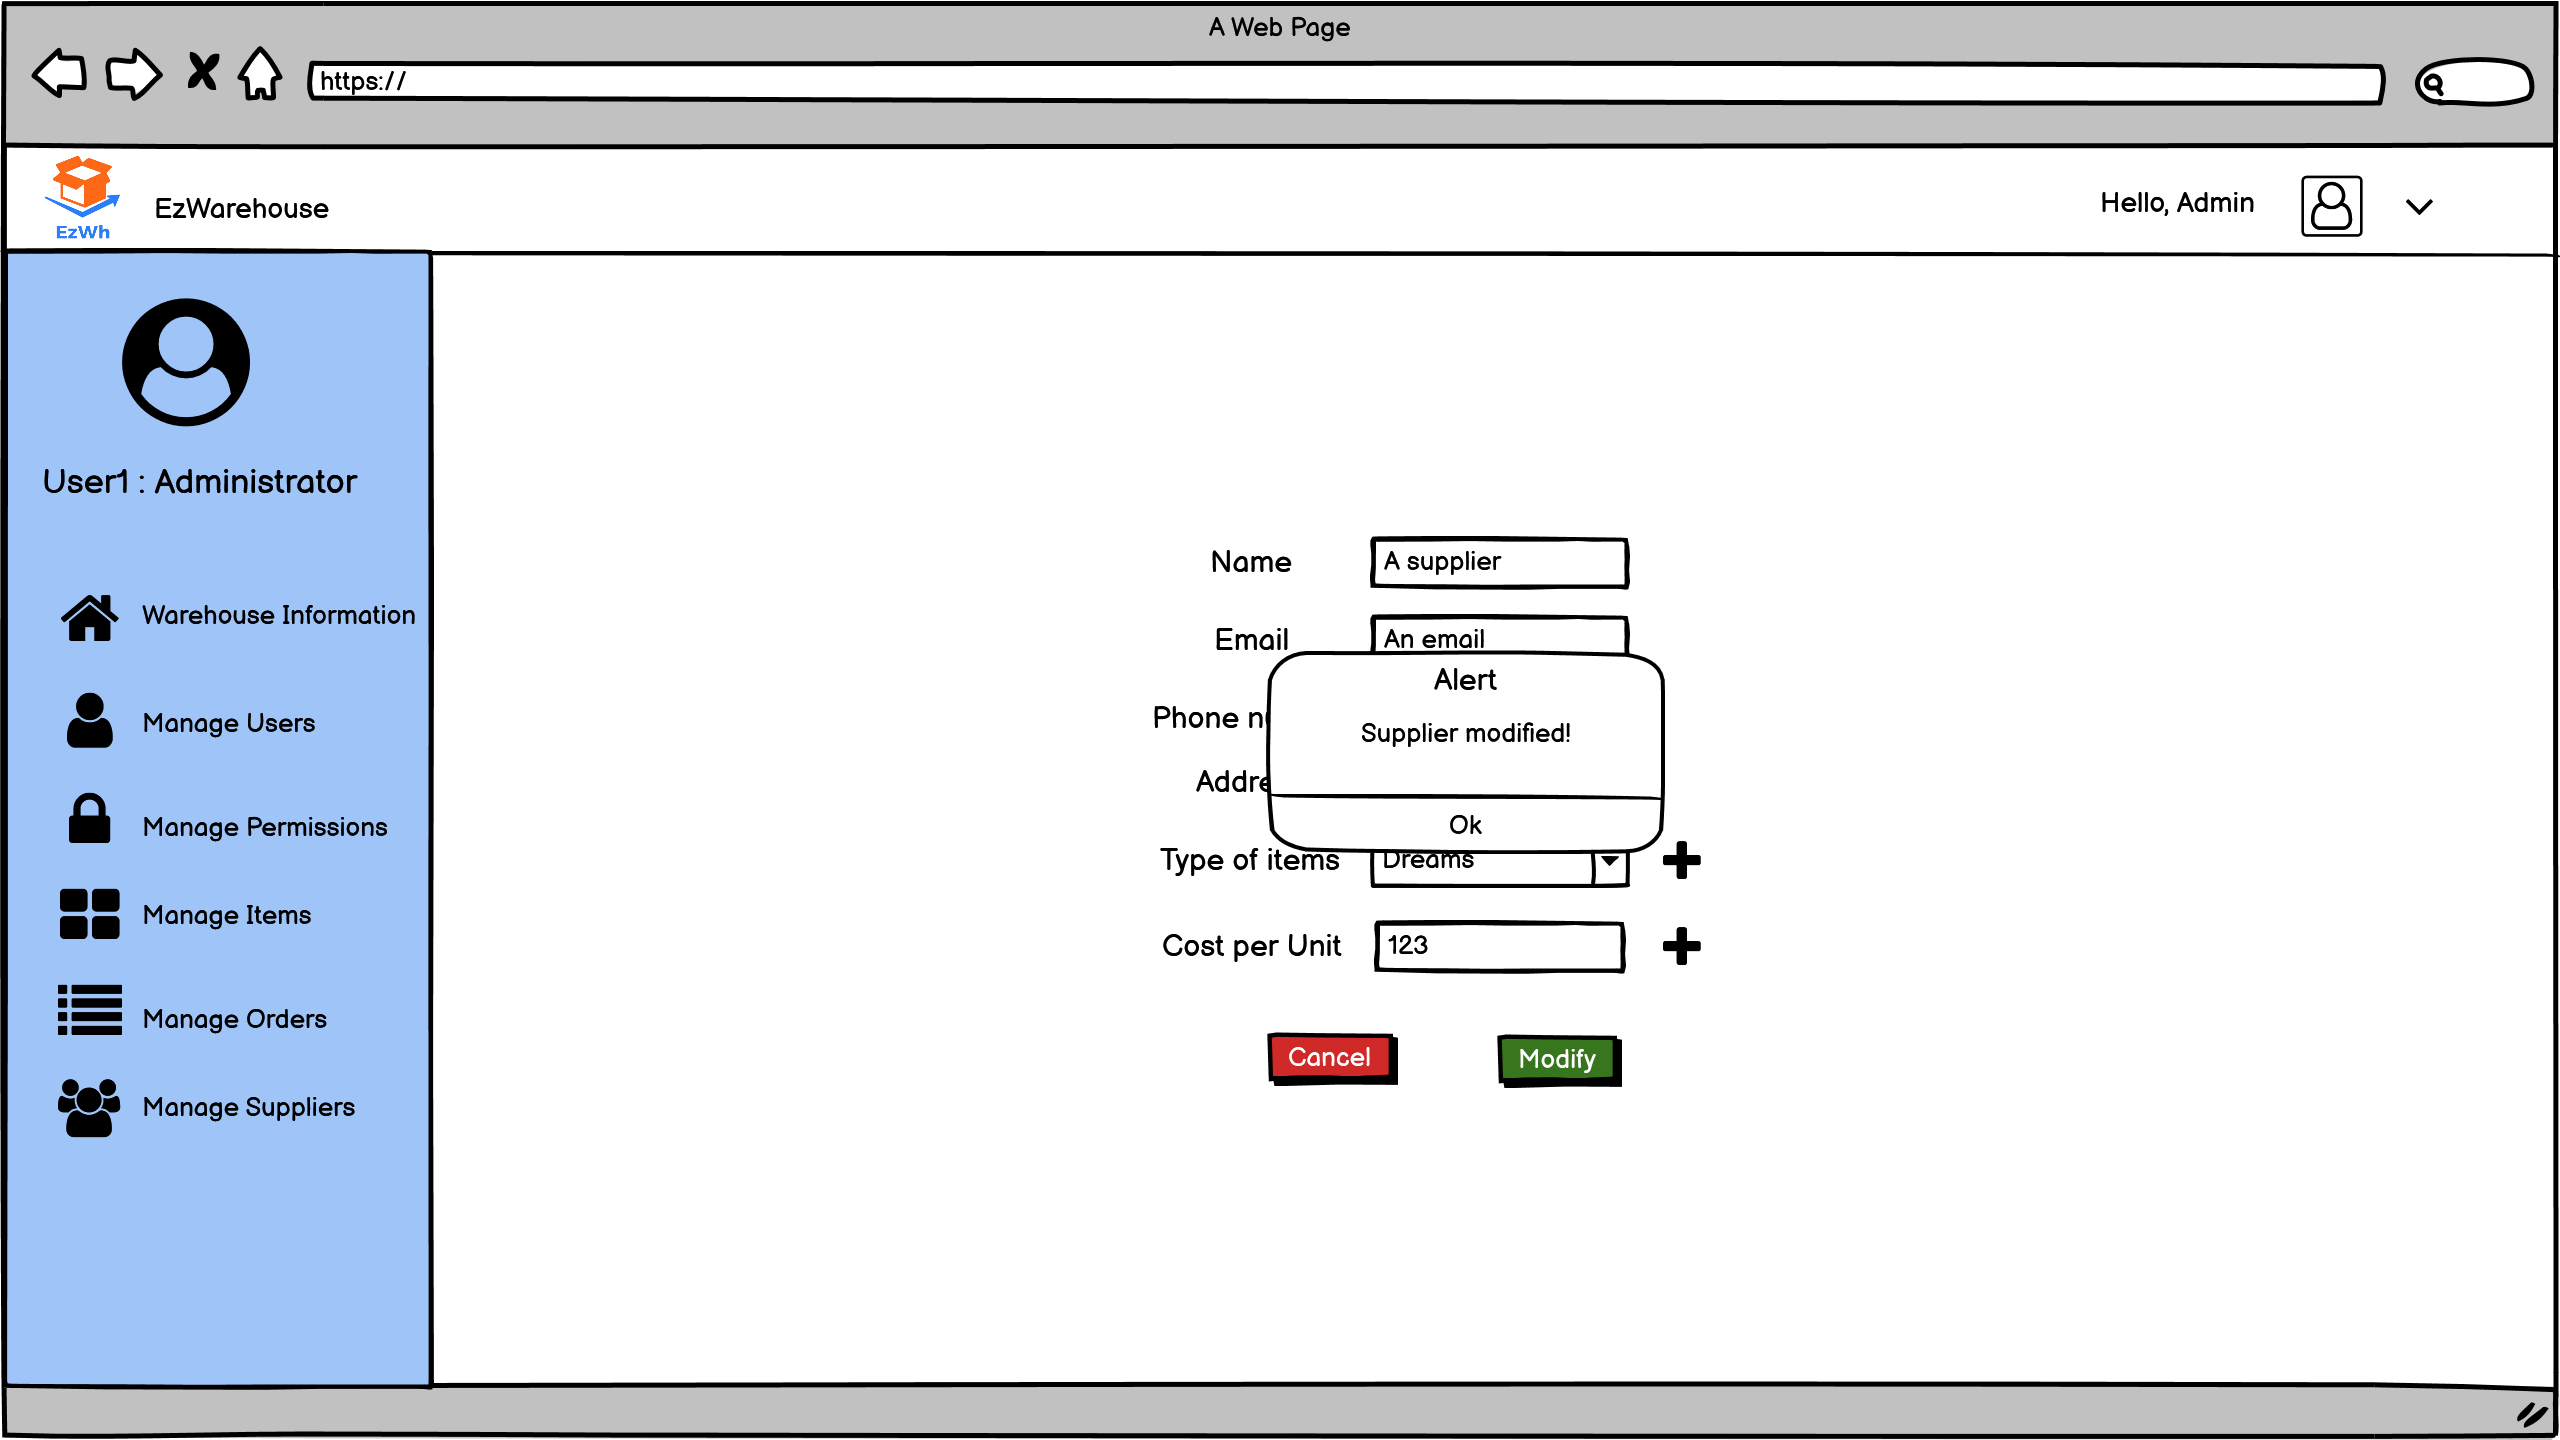 A Web Page
https://
EzWh
EzWarehouse
Hello, Admin
User1 : Administrator
Warehouse Information
Manage Users
Manage Permissions
Manage Items
Manage Orders
Manage Suppliers
Name
A supplier
Email
An email
Alert
Phone
Supplier modified!
Ok
Type of items
Dreams
Cost per Unit
123
Cancel
Modify